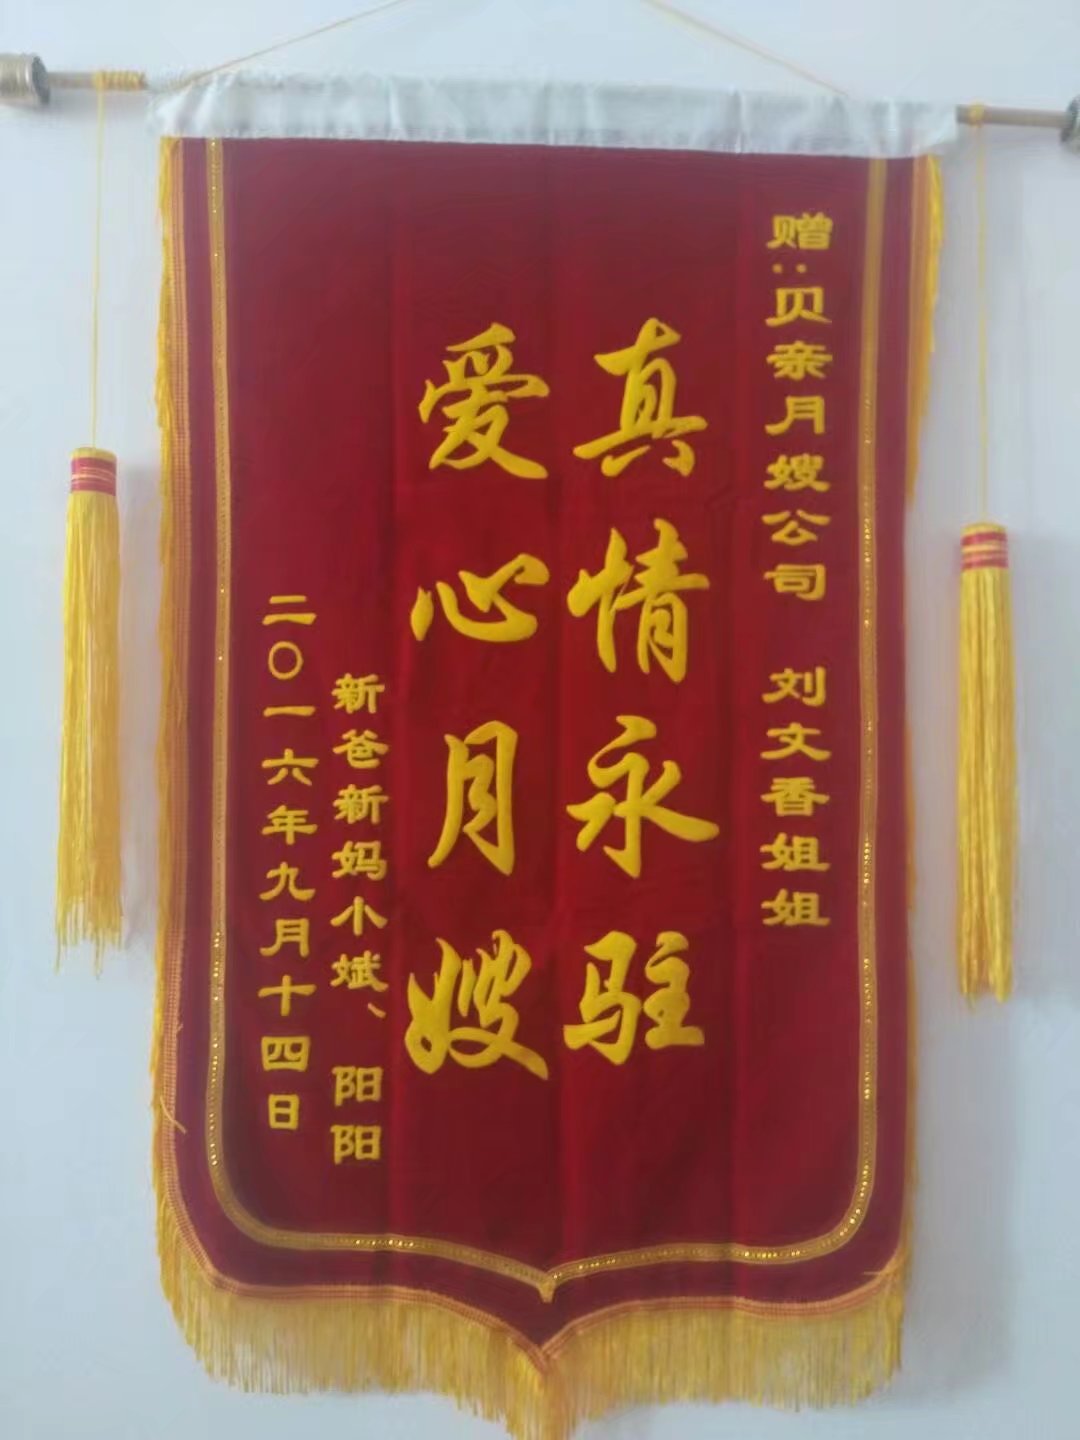 赠:贝亲月嫂公司 刘文香姐姐
真情永驻
爱心月嫂
新爸新妈小斌、阳阳
二〇一六年九月十四日